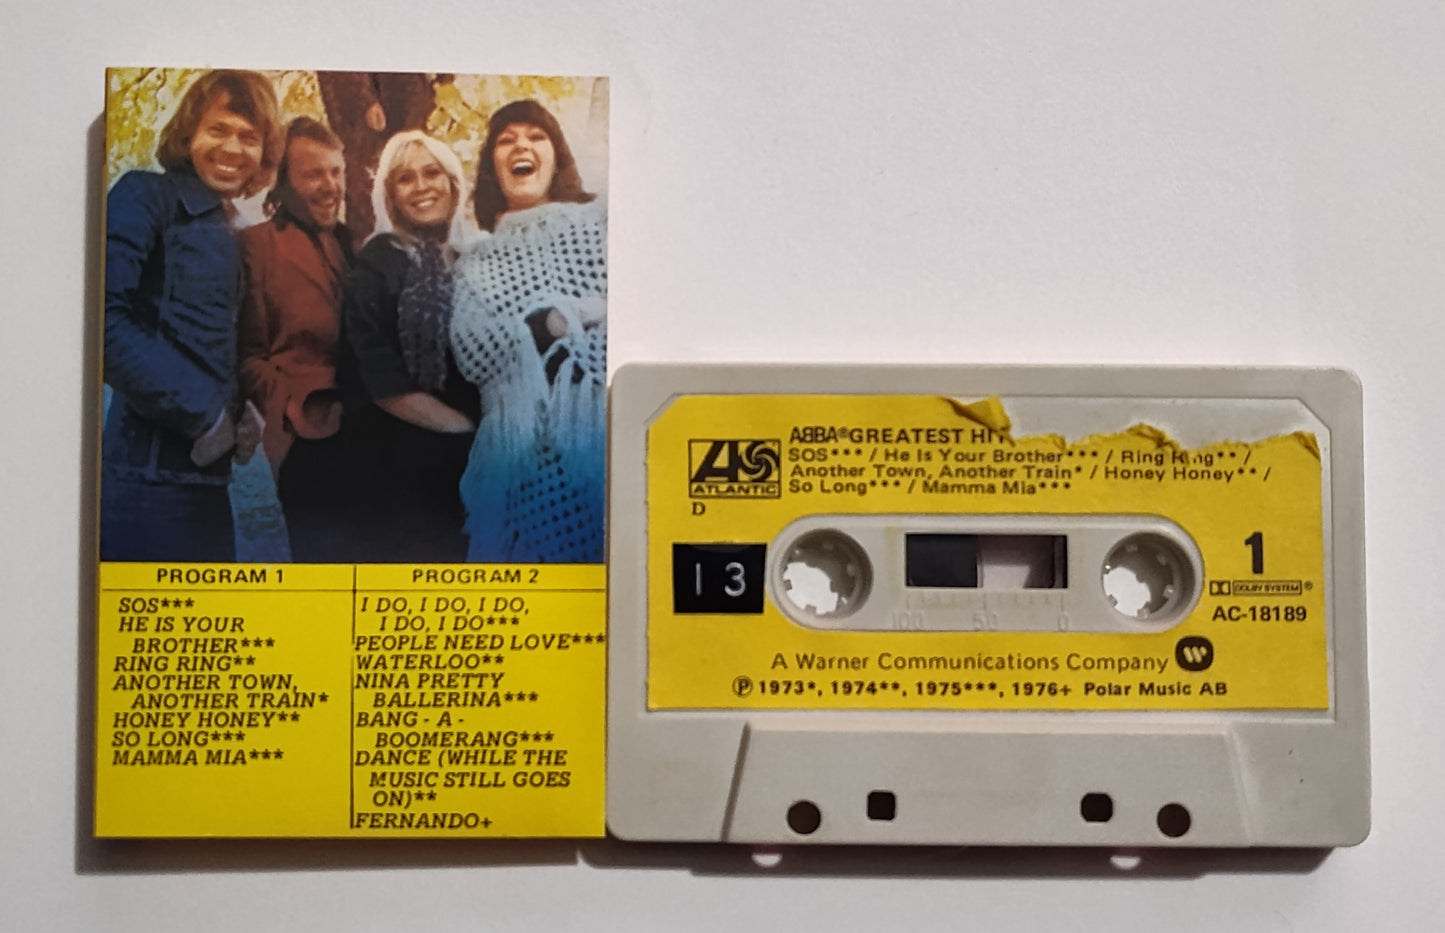 PROGRAM 1
SOS***
HE IS YOUR
BROTHER***
RING RING**
ANOTHER TOWN,
ANOTHER TRAIN*
HONEY HONEY**
SO LONG***
MAMMA MIA***
PROGRAM 2
I DO, I DO, I DO,
I DO, I DO***
PEOPLE NEED LOVE***
WATERLOO**
NINA PRETTY
BALLERINA***
BANG - A -
BOOMERANG***
DANCE (WHILE THE
MUSIC STILL GOES
ON)**
FERNANDO+
ABBA® GREATEST
SOS*** / He Is Your Brother*** / Ring Ring** /
Another Town, Another Train* / Honey Honey** /
So Long*** / Mamma Mia***
ATLANTIC
D
13
1
DOLBY SYSTEM®
AC-18189
100 50 0
A Warner Communications Company
Ⓟ 1973*, 1974**, 1975***, 1976+ Polar Music AB